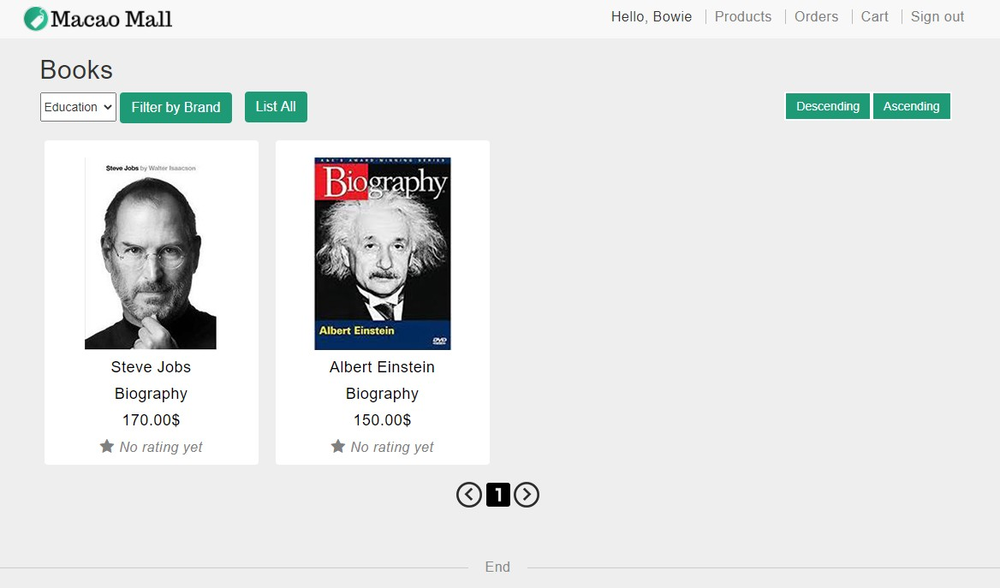 Macao Mall
Hello, Bowie
Products
Orders
Cart
Sign out
Books
Education
Filter by Brand
List All
Descending
Ascending
Steve Jobs by Walter Isaacson
Steve Jobs
Biography
170.00$
No rating yet
A&E'S AWARD-WINNING SERIES
Biography
Albert Einstein
DVD
Albert Einstein
Biography
150.00$
No rating yet
1
End